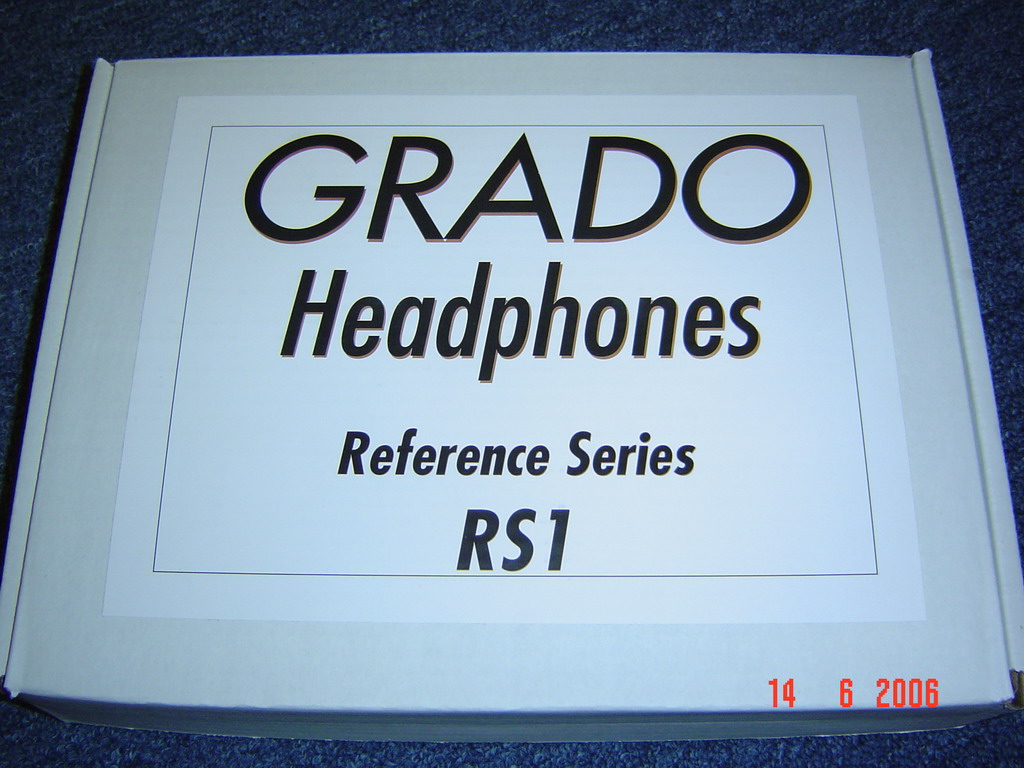 GRADO
Headphones
Reference Series
RS1
14 6 2006